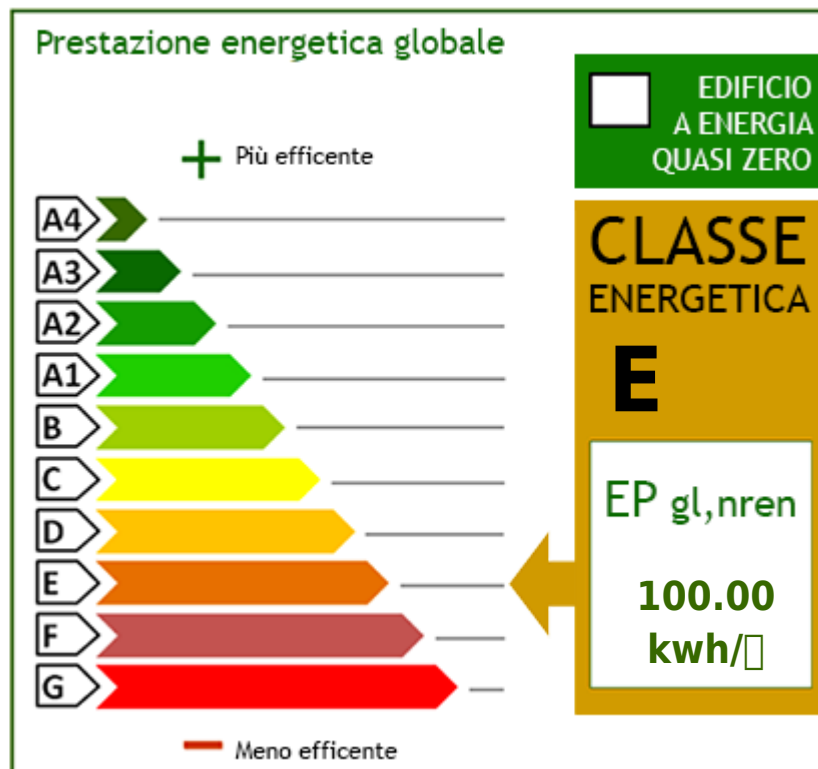 Prestazione energetica globale
EDIFICIO
A ENERGIA
QUASI ZERO
+ Più efficente
A4
A3
A2
A1
B
C
D
E
F
G
Meno efficente
CLASSE
ENERGETICA
E
EP gl,nren
100.00
kwh/